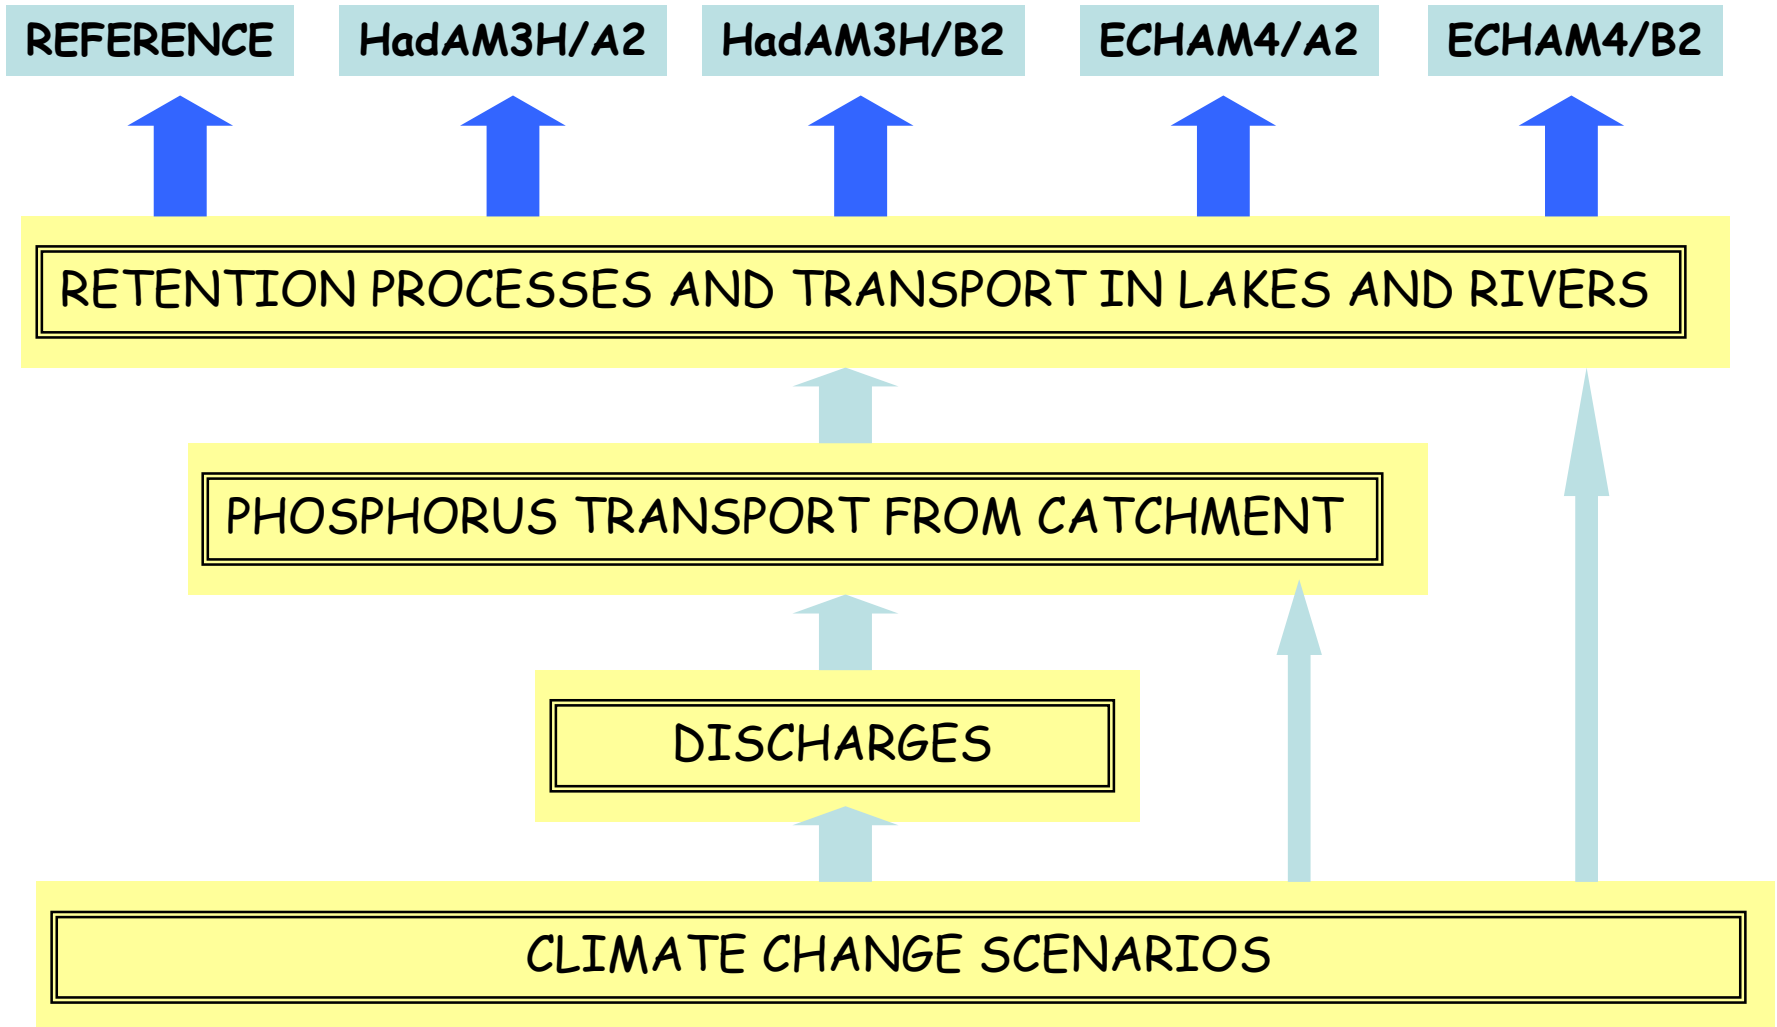 REFERENCE
HadAM3H/A2
HadAM3H/B2
ECHAM4/A2
ECHAM4/B2
RETENTION PROCESSES AND TRANSPORT IN LAKES AND RIVERS
PHOSPHORUS TRANSPORT FROM CATCHMENT
DISCHARGES
CLIMATE CHANGE SCENARIOS